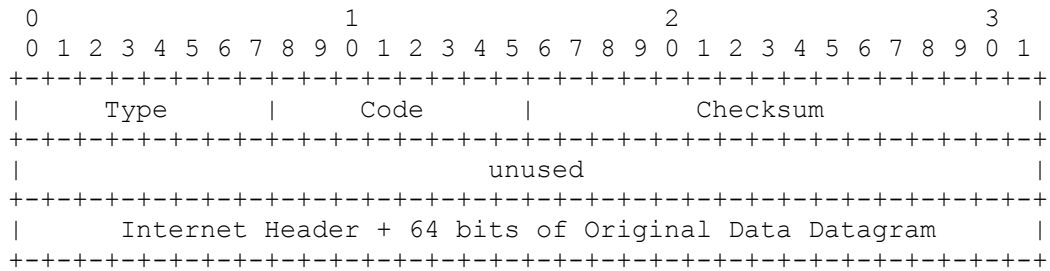 0                   1                   2                   3
 0 1 2 3 4 5 6 7 8 9 0 1 2 3 4 5 6 7 8 9 0 1 2 3 4 5 6 7 8 9 0 1
+-+-+-+-+-+-+-+-+-+-+-+-+-+-+-+-+-+-+-+-+-+-+-+-+-+-+-+-+-+-+-+-+
|     Type      |     Code      |          Checksum             |
+-+-+-+-+-+-+-+-+-+-+-+-+-+-+-+-+-+-+-+-+-+-+-+-+-+-+-+-+-+-+-+-+
|                             unused                            |
+-+-+-+-+-+-+-+-+-+-+-+-+-+-+-+-+-+-+-+-+-+-+-+-+-+-+-+-+-+-+-+-+
|      Internet Header + 64 bits of Original Data Datagram      |
+-+-+-+-+-+-+-+-+-+-+-+-+-+-+-+-+-+-+-+-+-+-+-+-+-+-+-+-+-+-+-+-+